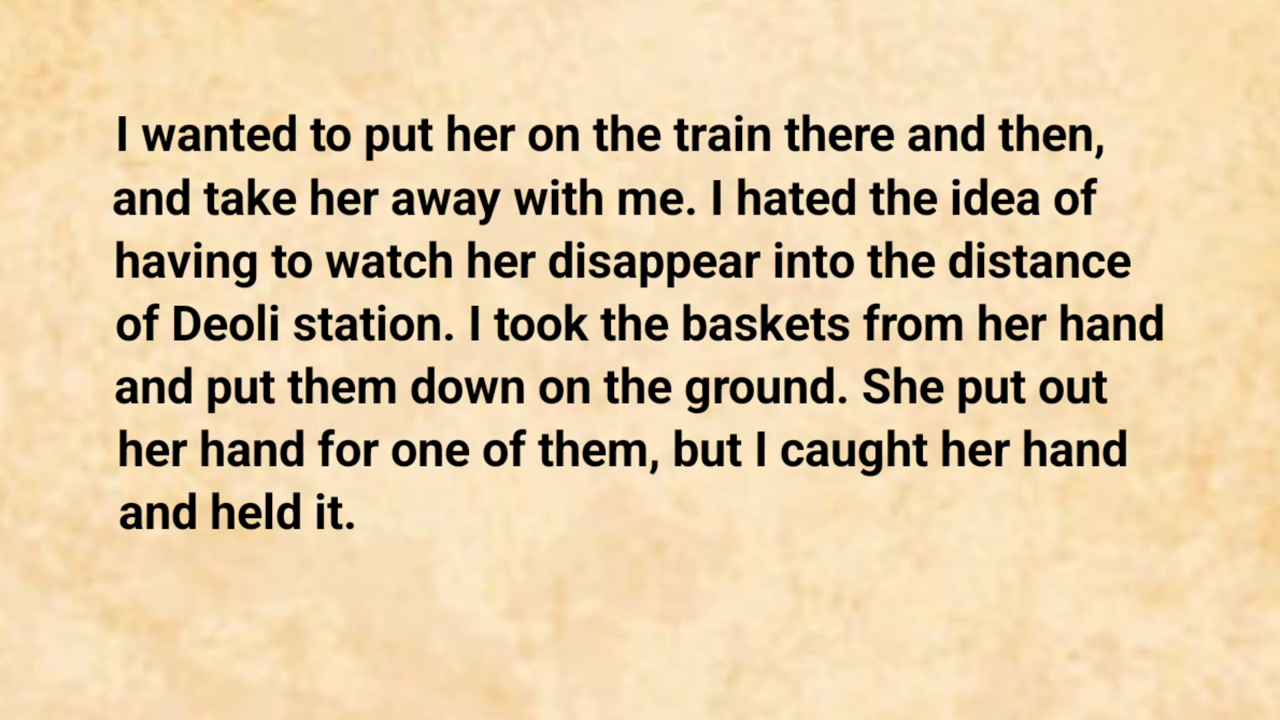 I wanted to put her on the train there and then,
and take her away with me. I hated the idea of
having to watch her disappear into the distance
of Deoli station. I took the baskets from her hand
and put them down on the ground. She put out
her hand for one of them, but I caught her hand
and held it.